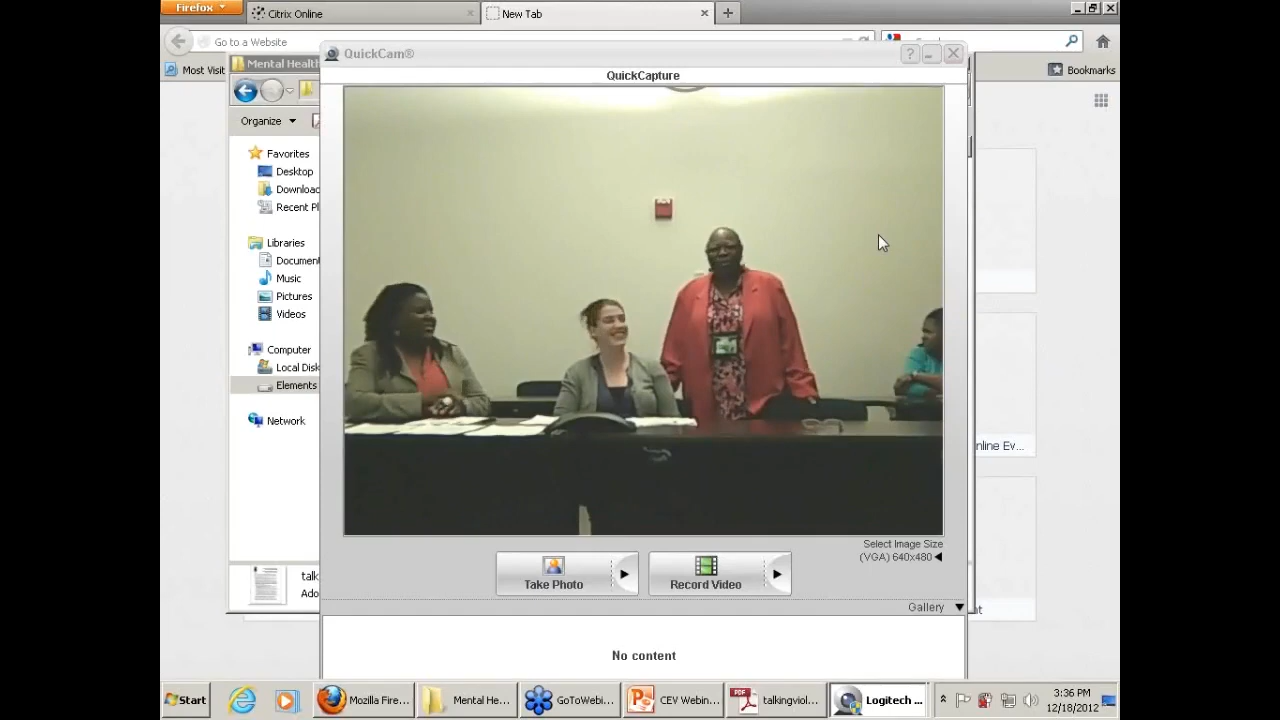 Firefox
Citrix Online
New Tab
Go to a Website
QuickCam®
Most Visit
Mental Health
Bookmarks
QuickCapture
Organize
Favorites
Desktop
Download
Recent Pl
Libraries
Document
Music
Pictures
Videos
Computer
Local Disk
Elements
Network
nline Ev...
Select Image Size
(VGA) 640x480
Take Photo
Record Video
talk
Ado
Gallery
nt
No content
Start
Mozilla Fire...
Mental He...
GoToWebi...
CEV Webin...
talkingviol...
Logitech ...
3:36 PM
12/18/2012